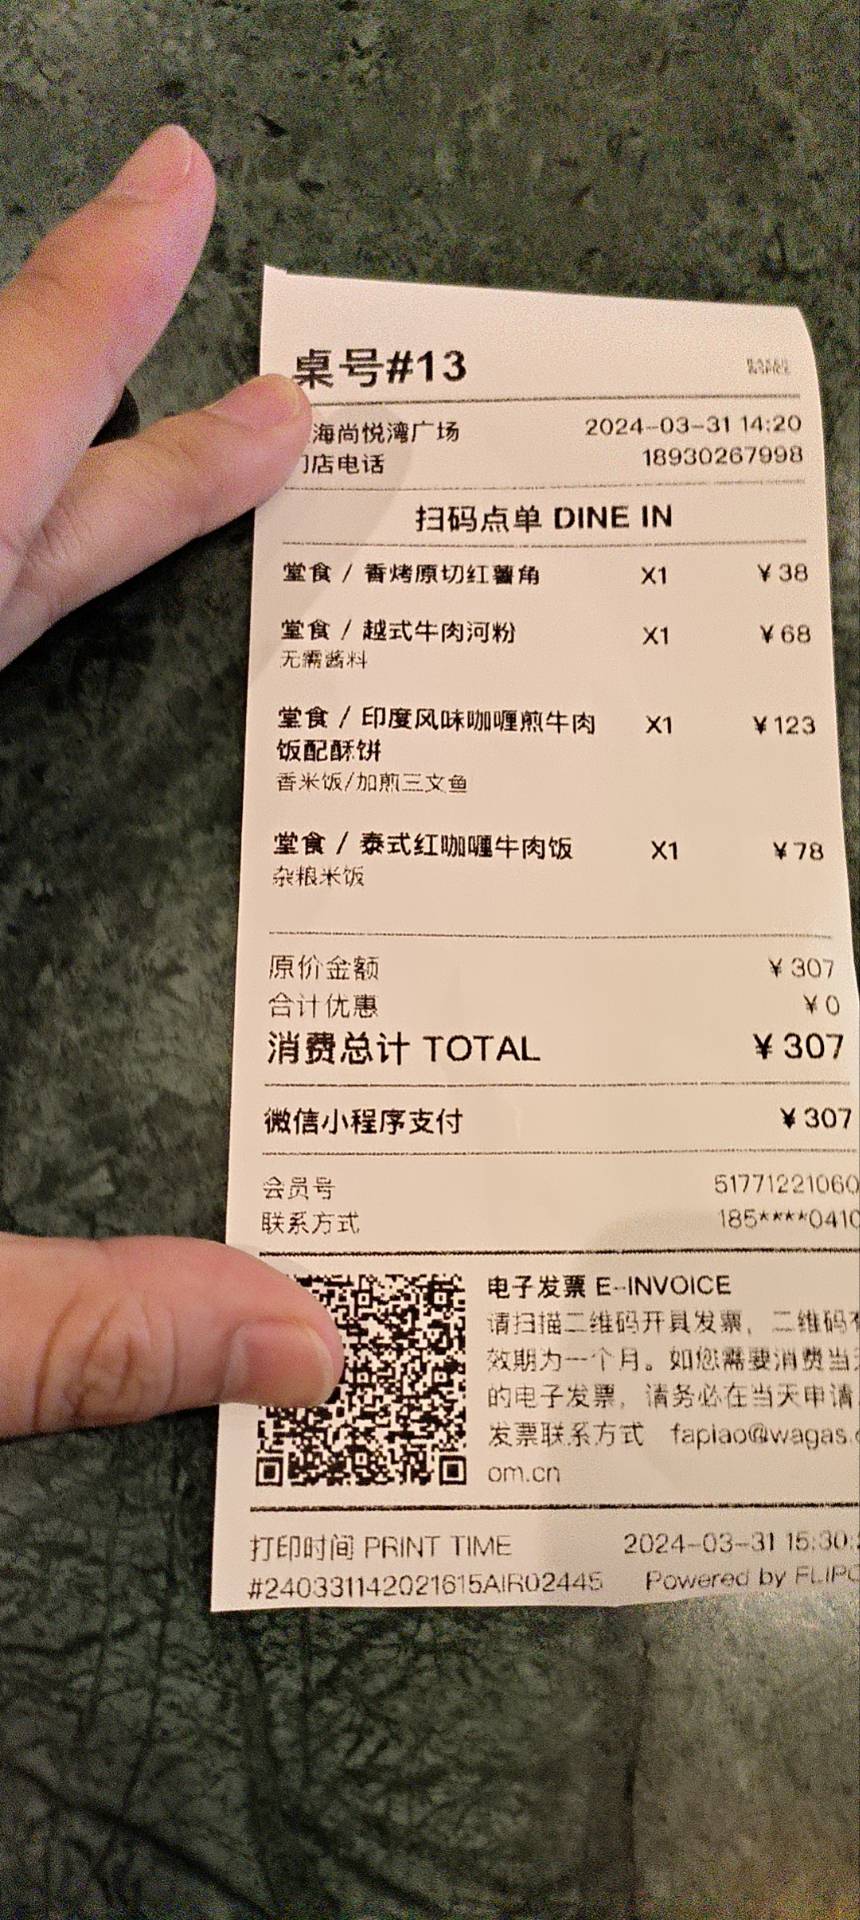 桌号#13
海尚悦湾广场 2024-03-31 14:20
店电话 18930267998
扫码点单 DINE IN
堂食 / 香烤原切红薯角 X1 ¥38
堂食 / 越式牛肉河粉 X1 ¥68
无需酱料
堂食 / 印度风味咖喱煎牛肉 X1 ¥123
饭配酥饼
香米饭/加煎三文鱼
堂食 / 泰式红咖喱牛肉饭 X1 ¥78
杂粮米饭
原价金额 ¥307
合计优惠 ¥0
消费总计 TOTAL ¥307
微信小程序支付 ¥307
会员号 51771221060
联系方式 185****0410
电子发票 E-INVOICE
请扫描二维码开具发票，二维码有
效期为一个月。如您需要消费当天
的电子发票，请务必在当天申请
发票联系方式 fapiao@wagas.
om.cn
打印时间 PRINT TIME 2024-03-31 15:30:
#240331142021615AIR02445 Powered by FLIPO